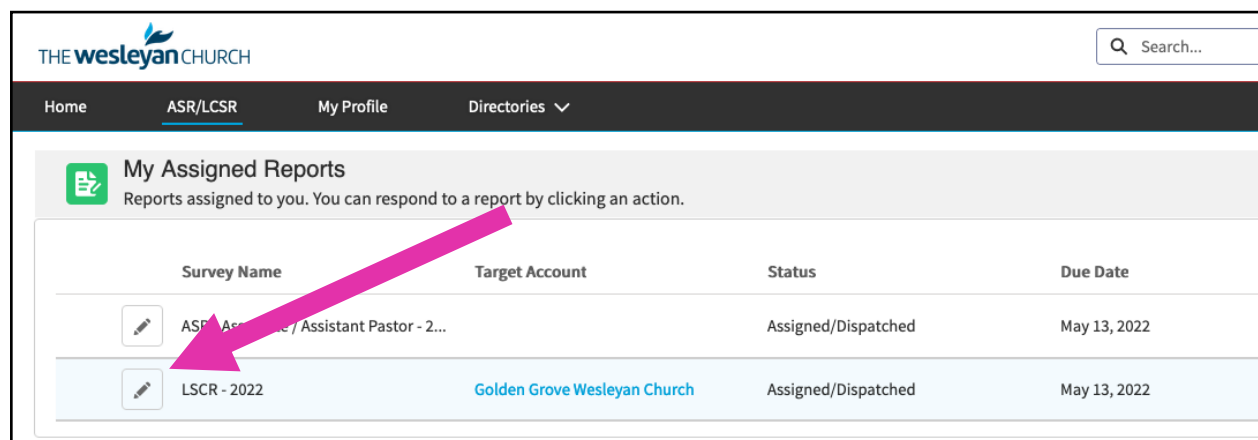 THE wesleyan CHURCH
Search...
Home ASR/LCSR My Profile Directories
My Assigned Reports
Reports assigned to you. You can respond to a report by clicking an action.
Survey Name Target Account Status Due Date
/ Assistant Pastor - 2... Assigned/Dispatched May 13, 2022
LSCR - 2022 Golden Grove Wesleyan Church Assigned/Dispatched May 13, 2022